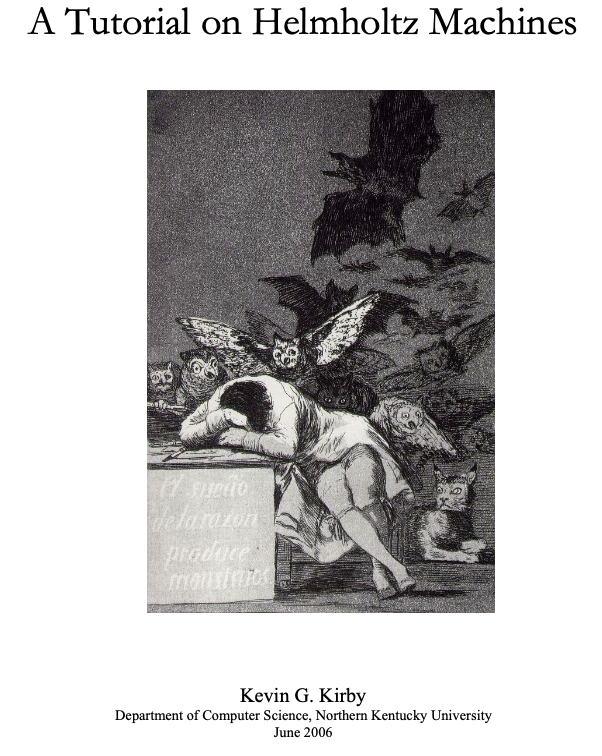 A Tutorial on Helmholtz Machines
El sueño
de la razon
produce
monstruos
Kevin G. Kirby
Department of Computer Science, Northern Kentucky University
June 2006